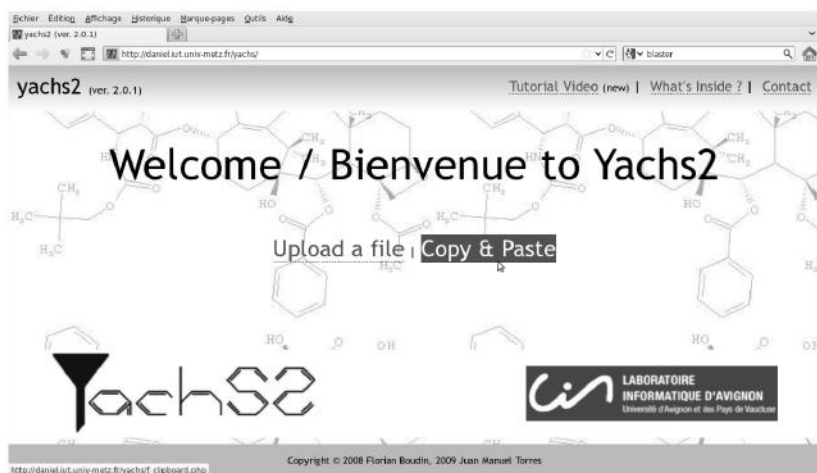 Fichier Edition Affichage Historique Marque-pages Outils Aide
yachs2 (ver. 2.0.1)
http://daniel.iut.univ-metz.fr/yachs/
blaster
yachs2 (ver. 2.0.1)
Tutorial Video (new) | What's Inside ? | Contact
Welcome / Bienvenue to Yachs2
Upload a file | Copy & Paste
YachS2
LABORATOIRE
INFORMATIQUE D'AVIGNON
Université d'Avignon et des Pays de Vaucluse
Copyright © 2008 Florian Boudin, 2009 Juan Manuel Torres
http://daniel.iut.univ-metz.fr/yachs/f_clipboard.php